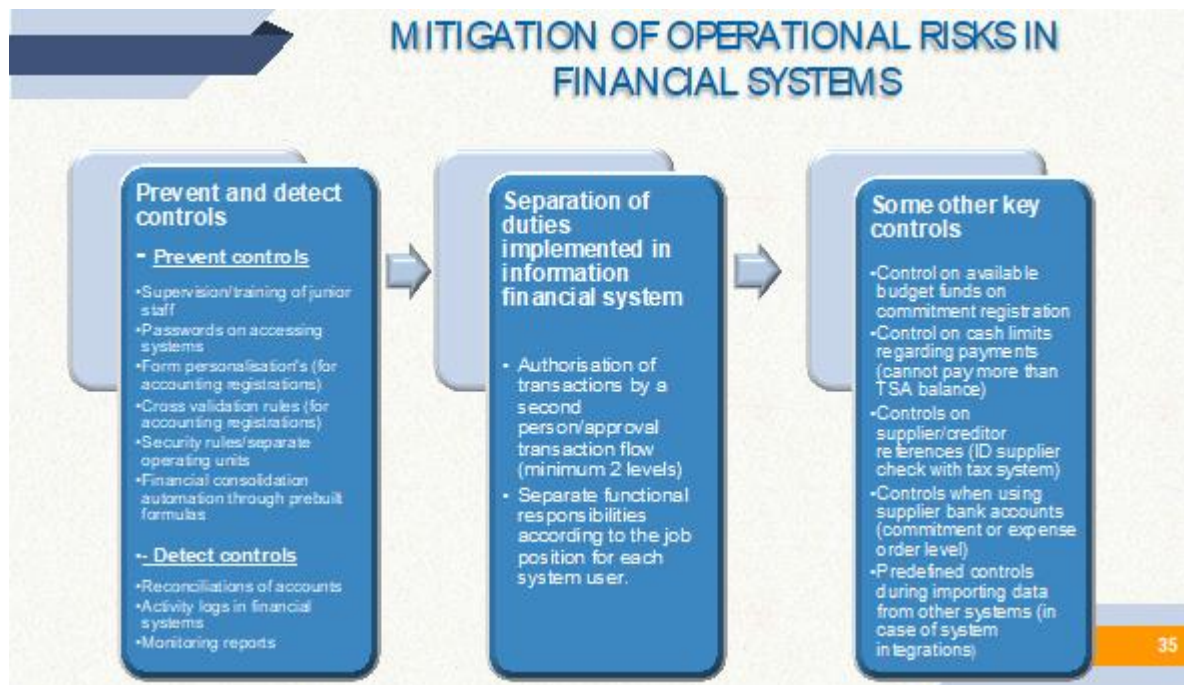 MITIGATION OF OPERATIONAL RISKS IN
FINANCIAL SYSTEMS
Prevent and detect
controls
- Prevent controls
•Supervision/training of junior
staff
•Passwords on accessing
systems
•Form personalisation's (for
accounting registrations)
•Cross validation rules (for
accounting registrations)
•Security rules/separate
operating units
•Financial consolidation
automation through prebuilt
formulas
•- Detect controls
•Reconciliations of accounts
•Activity logs in financial
systems
•Monitoring reports
Separation of
duties
implemented in
information
financial system
• Authorisation of
transactions by a
second
person/approval
transaction flow
(minimum 2 levels)
• Separate functional
responsibilities
according to the job
position for each
system user.
Some other key
controls
•Control on available
budget funds on
commitment registration
•Control on cash limits
regarding payments
(cannot pay more than
TSA balance)
•Controls on
supplier/creditor
references (ID supplier
check with tax system)
•Controls when using
supplier bank accounts
(commitment or expense
order level)
•Predefined controls
during importing data
from other systems (in
case of system
integrations)
35